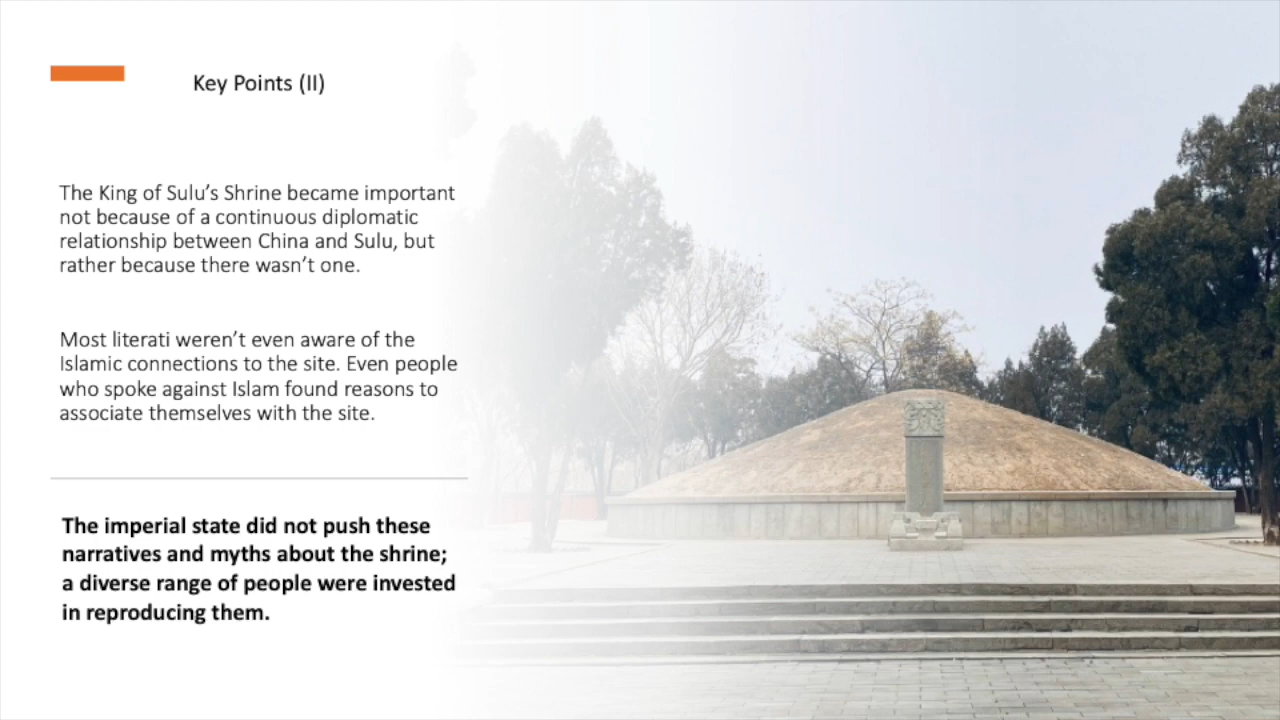 Key Points (II)
The King of Sulu’s Shrine became important
not because of a continuous diplomatic
relationship between China and Sulu, but
rather because there wasn’t one.
Most literati weren’t even aware of the
Islamic connections to the site. Even people
who spoke against Islam found reasons to
associate themselves with the site.
The imperial state did not push these
narratives and myths about the shrine;
a diverse range of people were invested
in reproducing them.